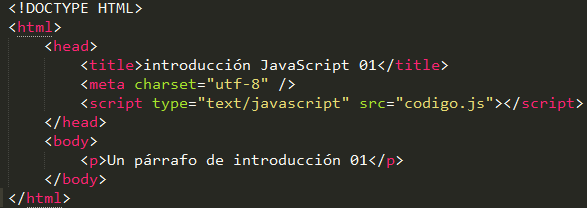 <!DOCTYPE HTML>
<html>
<head>
<title>introducción JavaScript 01</title>
<meta charset="utf-8" />
<script type="text/javascript" src="codigo.js"></script>
</head>
<body>
<p>Un párrafo de introducción 01</p>
</body>
</html>